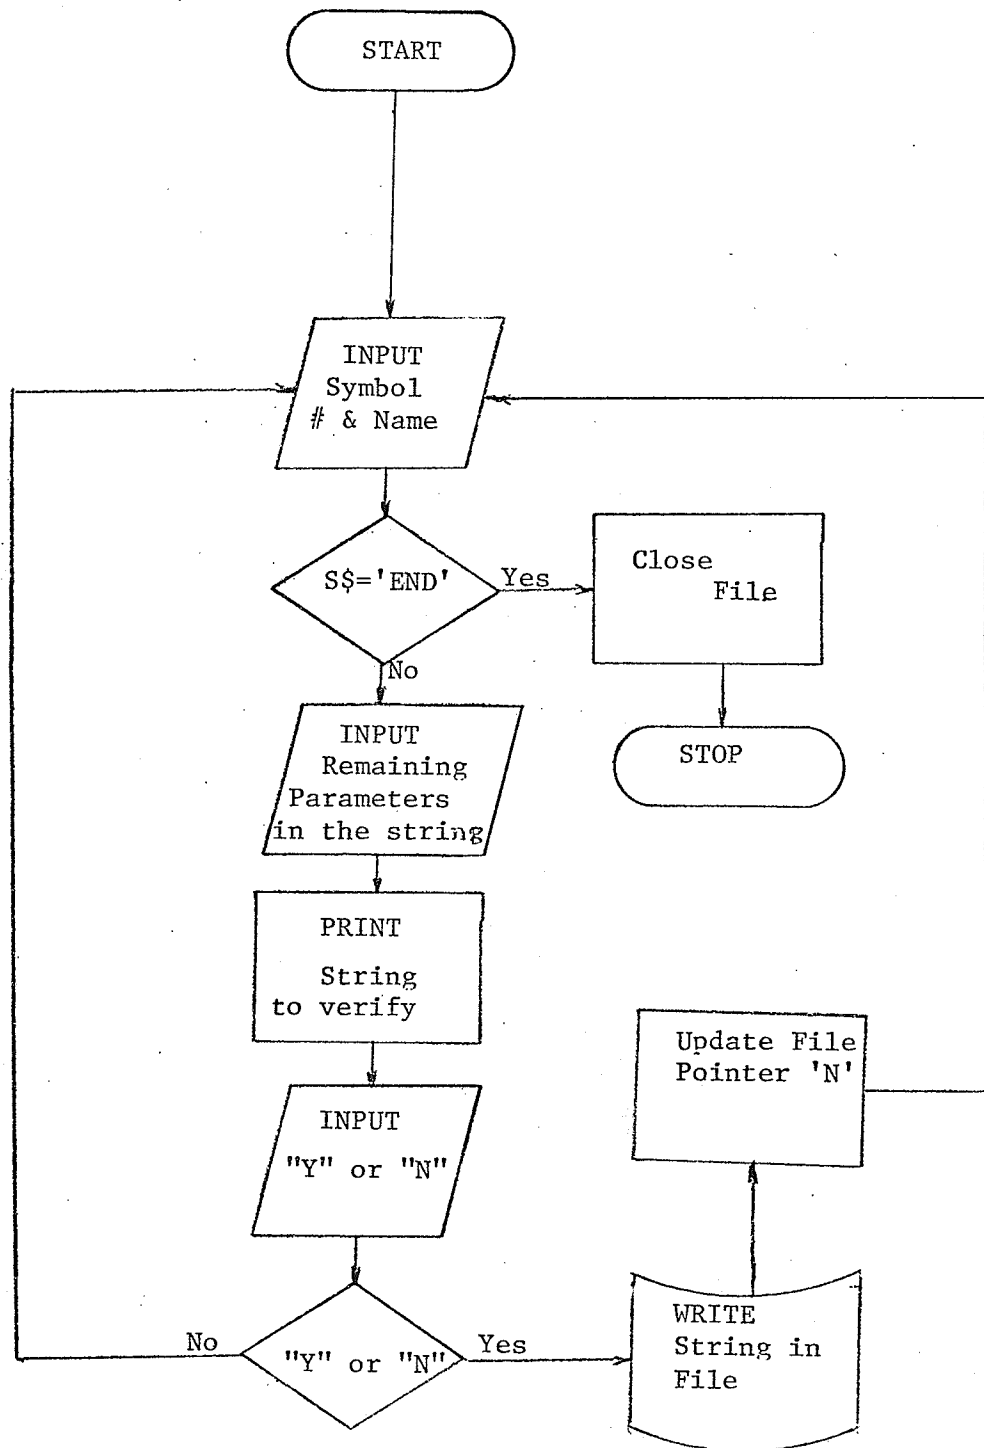 START
INPUT
Symbol
# & Name
S$='END'
Yes
Close
File
No
STOP
INPUT
Remaining
Parameters
in the string
PRINT
String
to verify
Update File
Pointer 'N'
INPUT
"Y" or "N"
No
"Y" or "N"
Yes
WRITE
String in
File